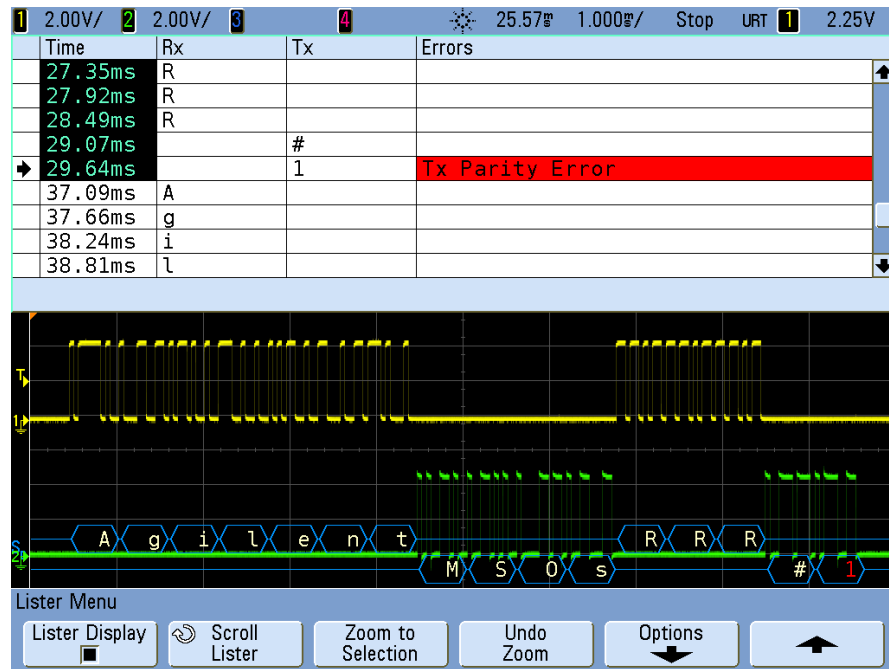 1 2.00V/ 2 2.00V/ 3 4 25.57ms 1.000ms/ Stop URT 1 2.25V
Time Rx Tx Errors
27.35ms R
27.92ms R
28.49ms R
29.07ms #
29.64ms 1 Tx Parity Error
37.09ms A
37.66ms g
38.24ms i
38.81ms l
T
1
A g i l e n t R R R
S
2
M S O s # 1
Lister Menu
Lister Display Scroll Lister Zoom to Selection Undo Zoom Options